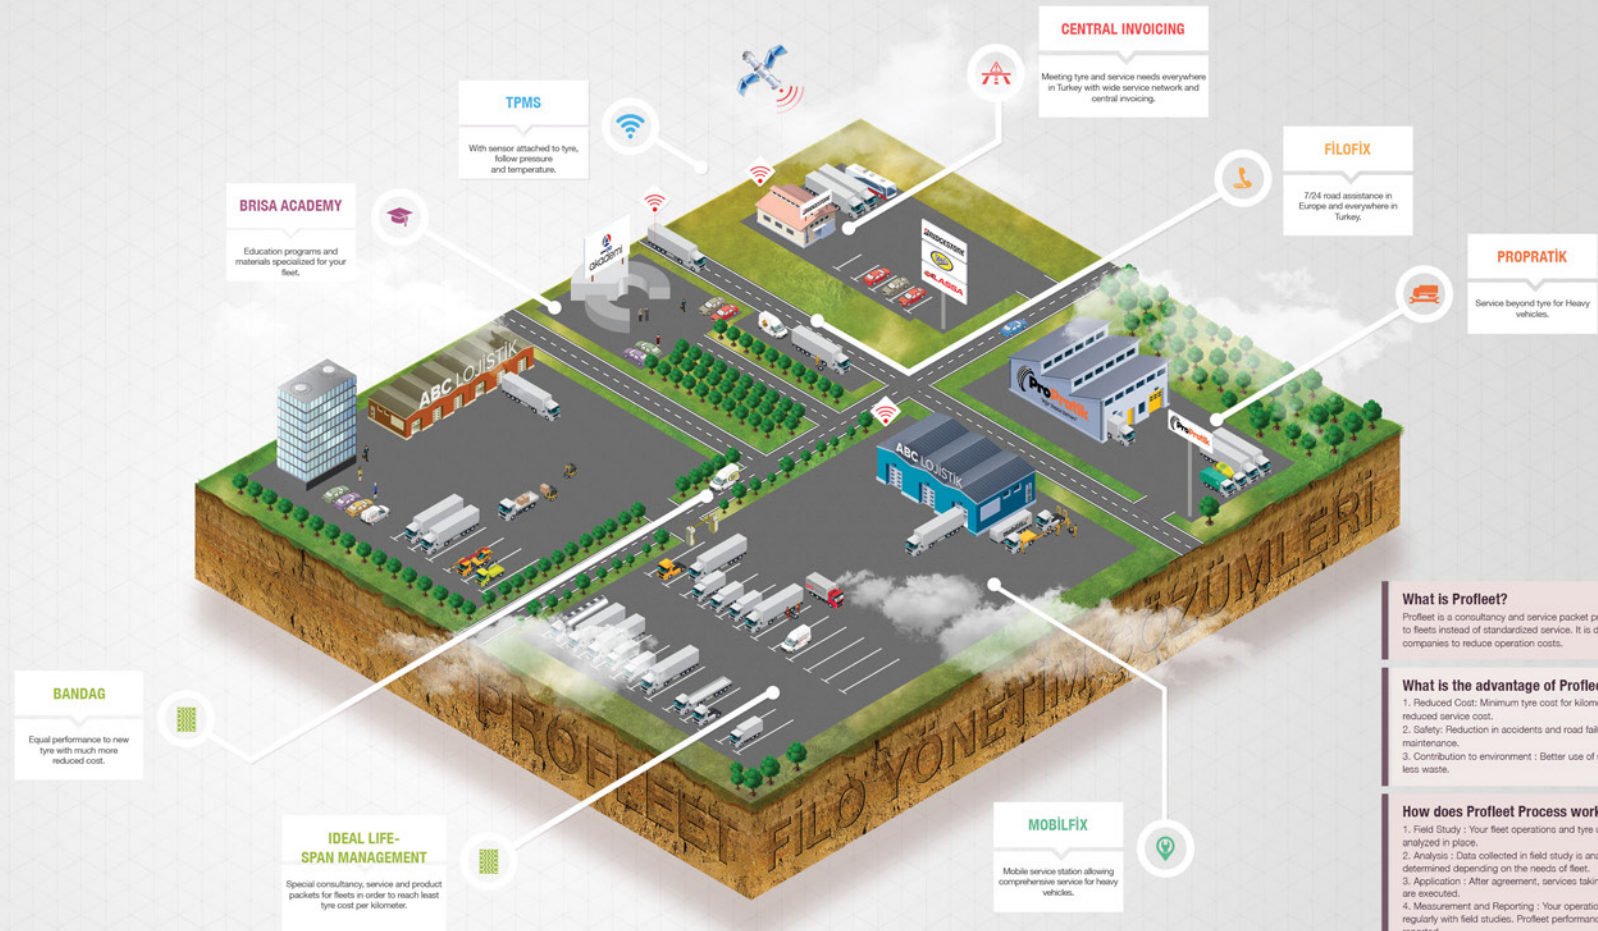 CENTRAL INVOICING
Meeting tyre and service needs everywhere
in Turkey with wide service network and
central invoicing.
TPMS
With sensor attached to tyre,
follow pressure
and temperature.
FİLOFİX
7/24 road assistance in
Europe and everywhere in
Turkey.
BRISA ACADEMY
Education programs and
materials specialized for your
fleet.
PROPRATİK
Service beyond tyre for Heavy
vehicles.
akademi
BRIDGESTONE
LASSA
ABC LOJİSTİK
ProPratik
ProPratik
ABC LOJİSTİK
PROFLEET
FİLO YÖNETİM ÇÖZÜMLERİ
What is Profleet?
Profleet is a consultancy and service packet
to fleets instead of standardized service. It is
companies to reduce operation costs.
What is the advantage of
1. Reduced Cost: Minimum tyre cost for
reduced service cost.
2. Safety: Reduction in accidents and road
maintenance.
3. Contribution to environment : Better use of
less waste.
How does Profleet Process
1. Field Study : Your fleet operations and tyre
analyzed in place.
2. Analysis : Data collected in field study is
determined depending on the needs of fleet.
3. Application : After agreement, services
are executed.
4. Measurement and Reporting : Your
regularly with field studies. Profleet
BANDAG
Equal performance to new
tyre with much more
reduced cost.
IDEAL LIFE-
SPAN MANAGEMENT
Special consultancy, service and product
packets for fleets in order to reach least
tyre cost per kilometer.
MOBİLFİX
Mobile service station allowing
comprehensive service for heavy
vehicles.